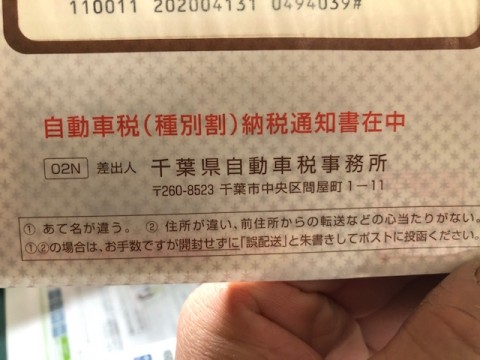 110011 202004131 0494039#
自動車税(種別割)納税通知書在中
02N 差出人 千葉県自動車税事務所
〒260-8523 千葉市中央区問屋町1-11
① あて名が違う。 ② 住所が違い、前住所からの転送などの心当たりがない。
①②の場合は、お手数ですが開封せずに「誤配送」と朱書きしてポストに投函ください。